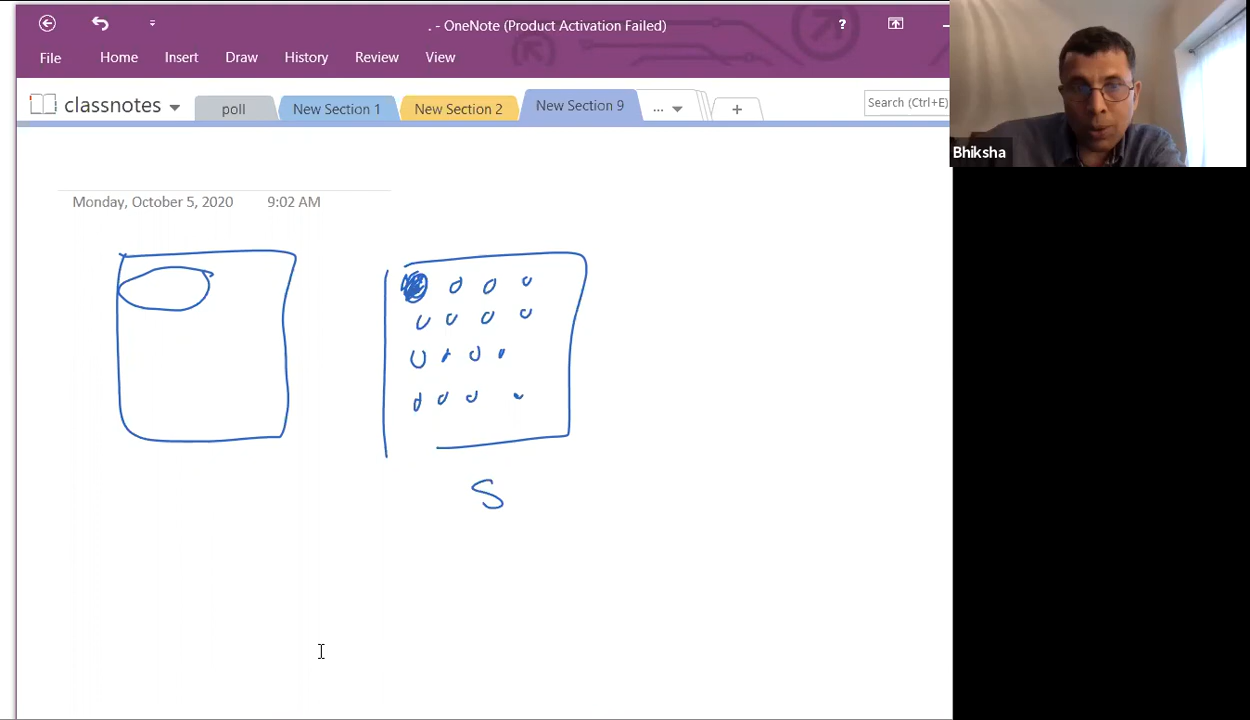 . - OneNote (Product Activation Failed)
?
File Home Insert Draw History Review View
classnotes poll New Section 1 New Section 2 New Section 9 ... + Search (Ctrl+E)
Bhiksha
Monday, October 5, 2020 9:02 AM
S